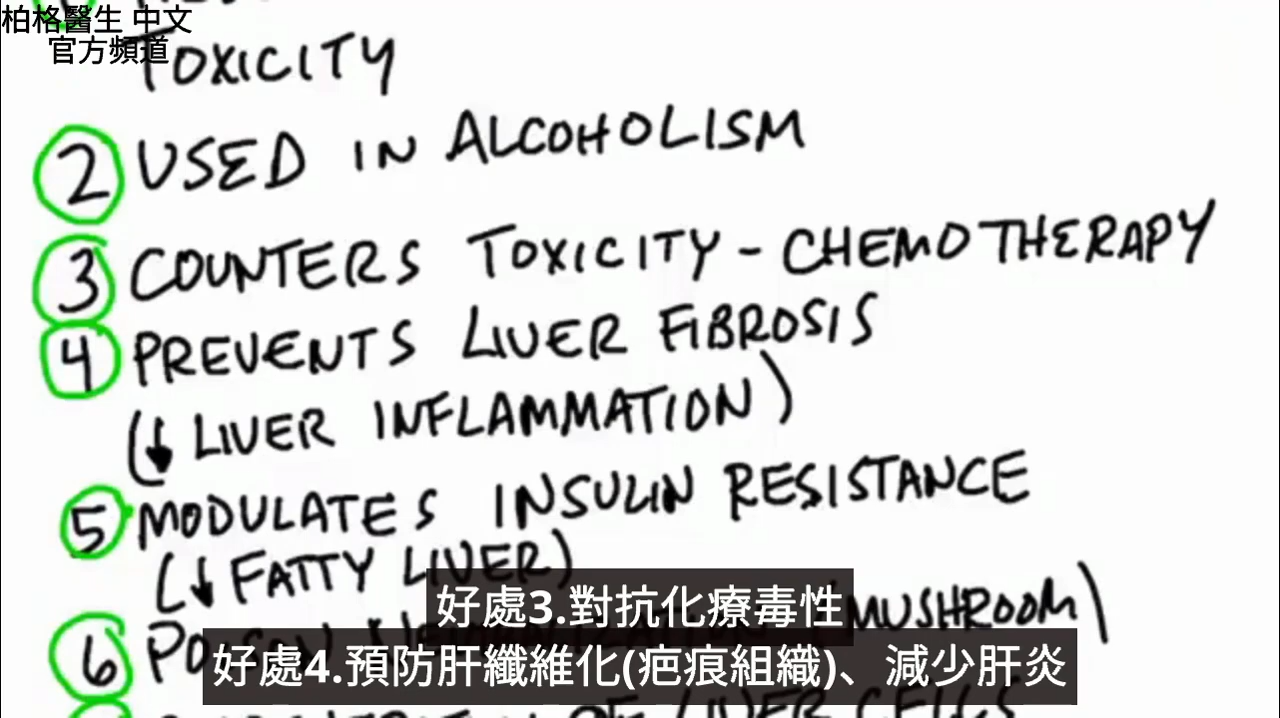 柏格醫生 中文
官方頻道
TOXICITY
2 USED IN ALCOHOLISM
3 COUNTERS TOXICITY - CHEMOTHERAPY
4 PREVENTS LIVER FIBROSIS
(↓ LIVER INFLAMMATION)
5 MODULATES INSULIN RESISTANCE
(↓ FATTY LIVER)
6 MUSHROOM)
好處3.對抗化療毒性
好處4.預防肝纖維化(疤痕組織)、減少肝炎
OF LIVER CELLS